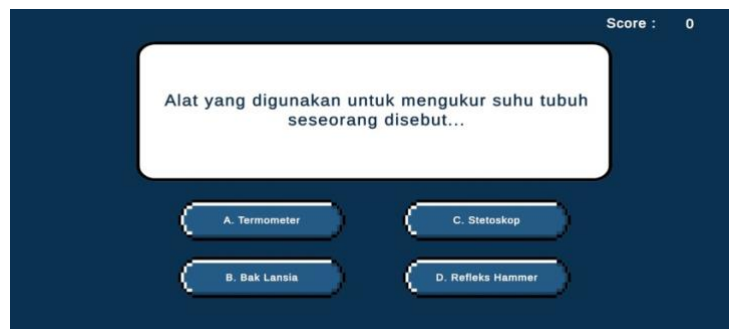 Score : 0
Alat yang digunakan untuk mengukur suhu tubuh
seseorang disebut...
A. Termometer
C. Stetoskop
B. Bak Lansia
D. Refleks Hammer